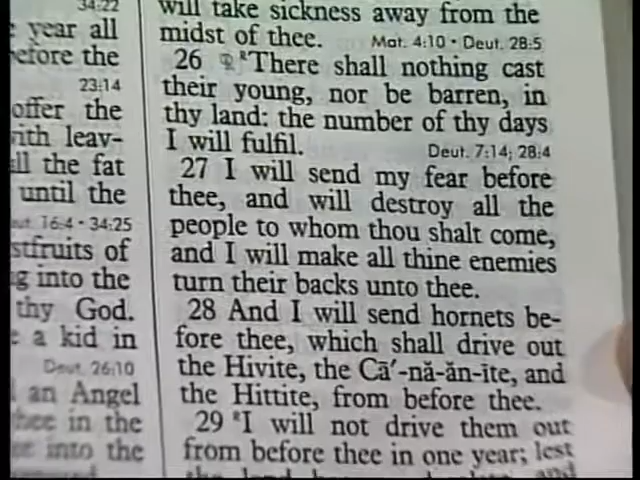 34:22
year all
efore the
23:14
offer the
ith leav-
ll the fat
until the
ut. 16:4 · 34:25
stfruits of
g into the
thy God.
e a kid in
Deut. 26:10
an Angel
thee in the
ee into the
will take sickness away from the
midst of thee. Mat. 4:10 · Deut. 28:5
26 There shall nothing cast
their young, nor be barren, in
thy land: the number of thy days
I will fulfil. Deut. 7:14; 28:4
27 I will send my fear before
thee, and will destroy all the
people to whom thou shalt come,
and I will make all thine enemies
turn their backs unto thee.
28 And I will send hornets be-
fore thee, which shall drive out
the Hivite, the Cā′-nă-ăn-īte, and
the Hittite, from before thee.
29 I will not drive them out
from before thee in one year; lest
the land